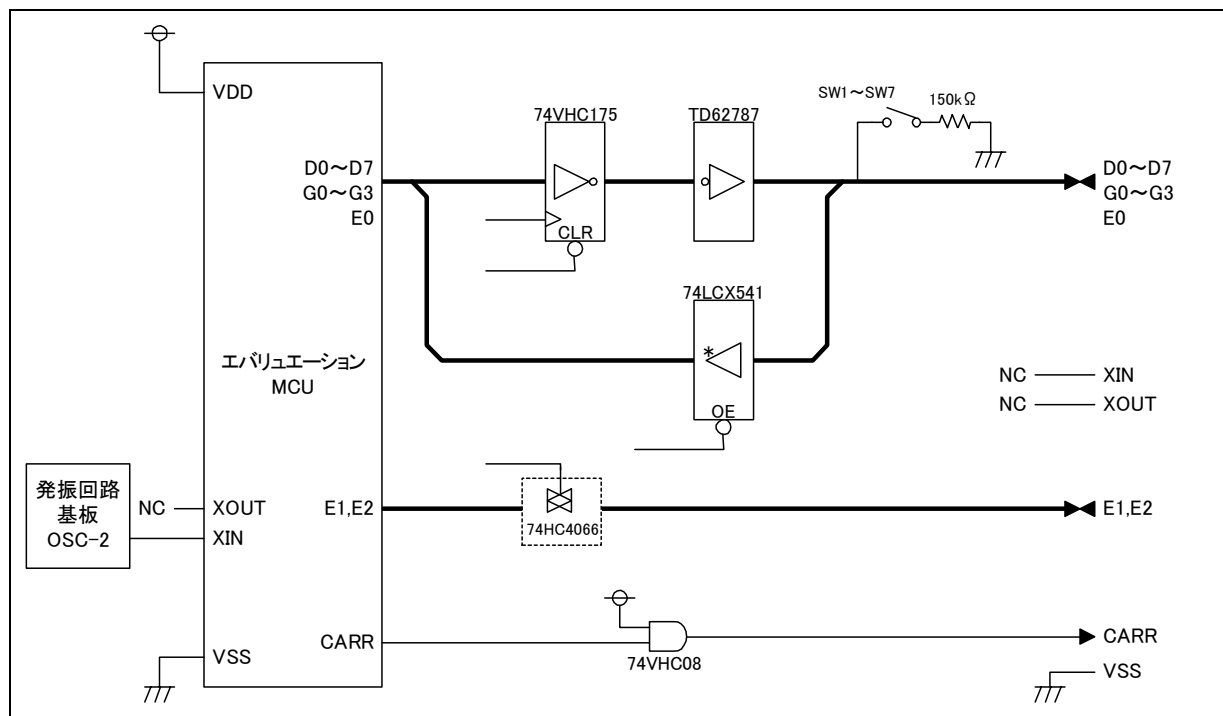 VDD
SW1～SW7
150kΩ
74VHC175
TD62787
D0～D7
G0～G3
E0
CLR
D0～D7
G0～G3
E0
74LCX541
*
OE
エバリュエーション
MCU
NC
XIN
NC
XOUT
発振回路
基板
OSC-2
NC
XOUT
XIN
E1,E2
74HC4066
E1,E2
CARR
74VHC08
CARR
VSS
VSS